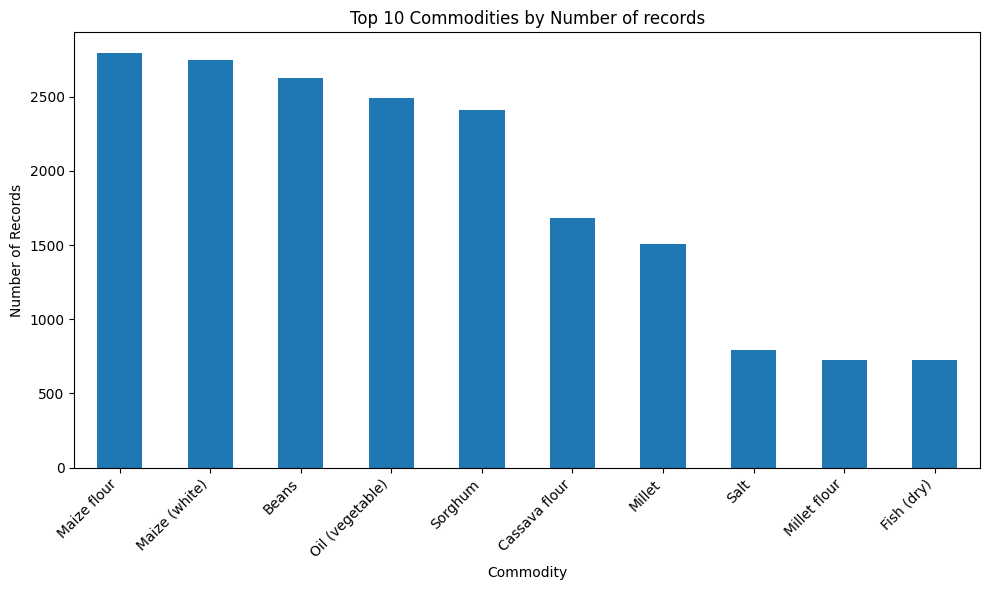 Top 10 Commodities by Number of records
Number of Records
2500
2000
1500
1000
500
0
Maize flour
Maize (white)
Beans
Oil (vegetable)
Sorghum
Cassava flour
Millet
Salt
Millet flour
Fish (dry)
Commodity